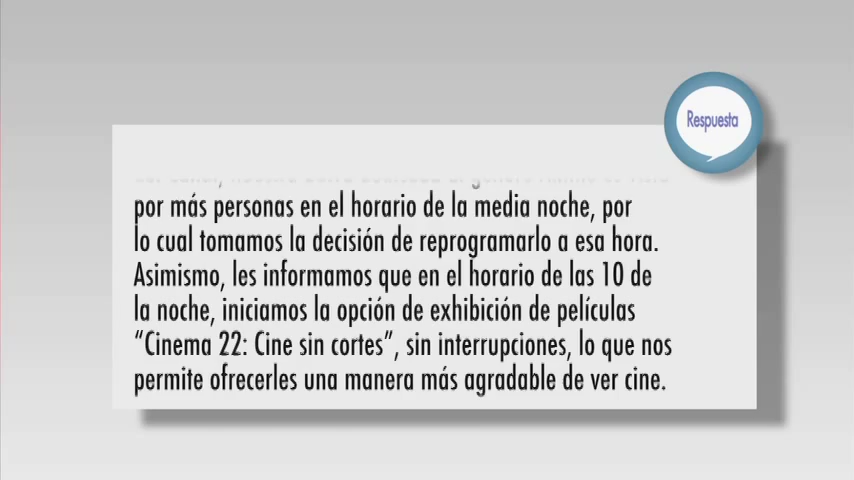 Respuesta
por más personas en el horario de la media noche, por
lo cual tomamos la decisión de reprogramarlo a esa hora.
Asimismo, les informamos que en el horario de las 10 de
la noche, iniciamos la opción de exhibición de películas
“Cinema 22: Cine sin cortes”, sin interrupciones, lo que nos
permite ofrecerles una manera más agradable de ver cine.